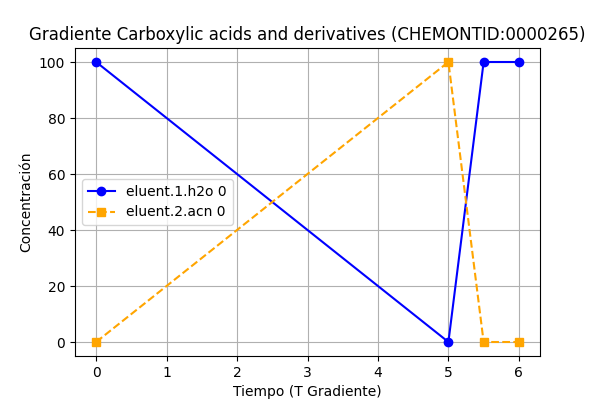 Gradiente Carboxylic acids and derivatives (CHEMONTID:0000265)
100
80
60
40
20
0
Concentración
eluent.1.h2o 0
eluent.2.acn 0
0 1 2 3 4 5 6
Tiempo (T Gradiente)